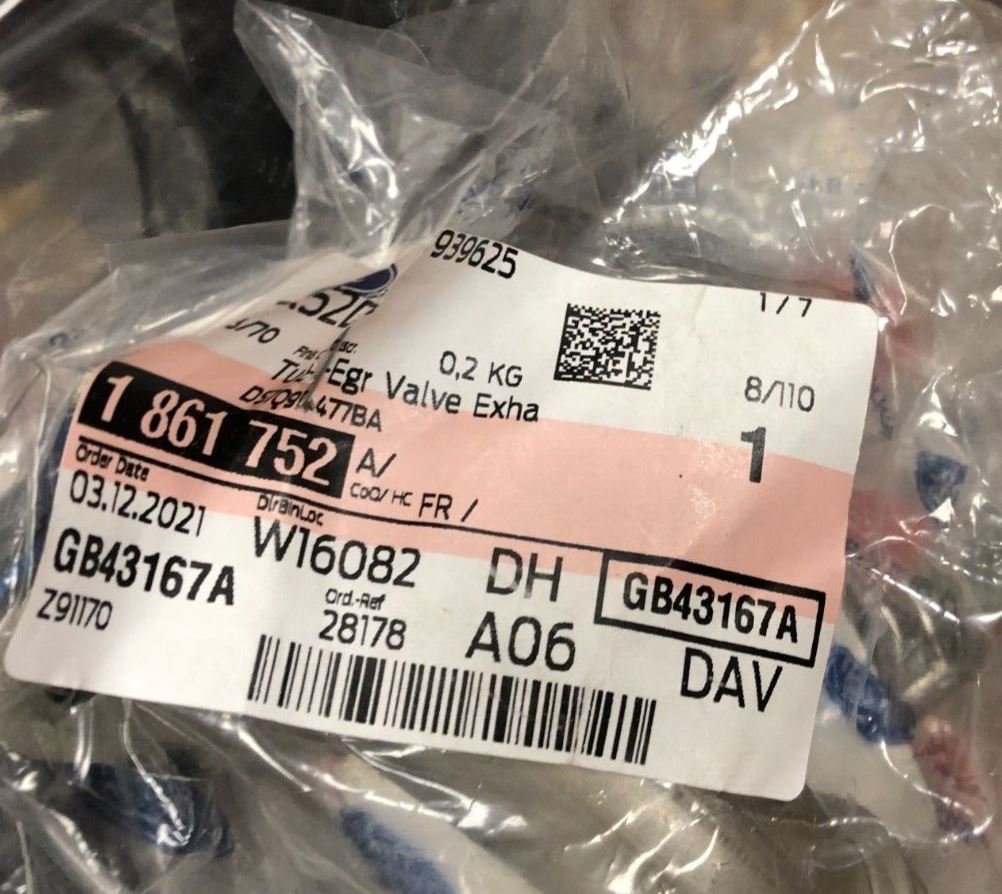 939625
1 / 7
0,2 KG
8/110
Egr Valve Exha
1
1 861 752 A/
CoO/ HC FR /
Order Date
03.12.2021
DlrBinLoc
W16082
DH
GB43167A
GB43167A
Ord.-Ref
28178
A06
DAV
Z91170